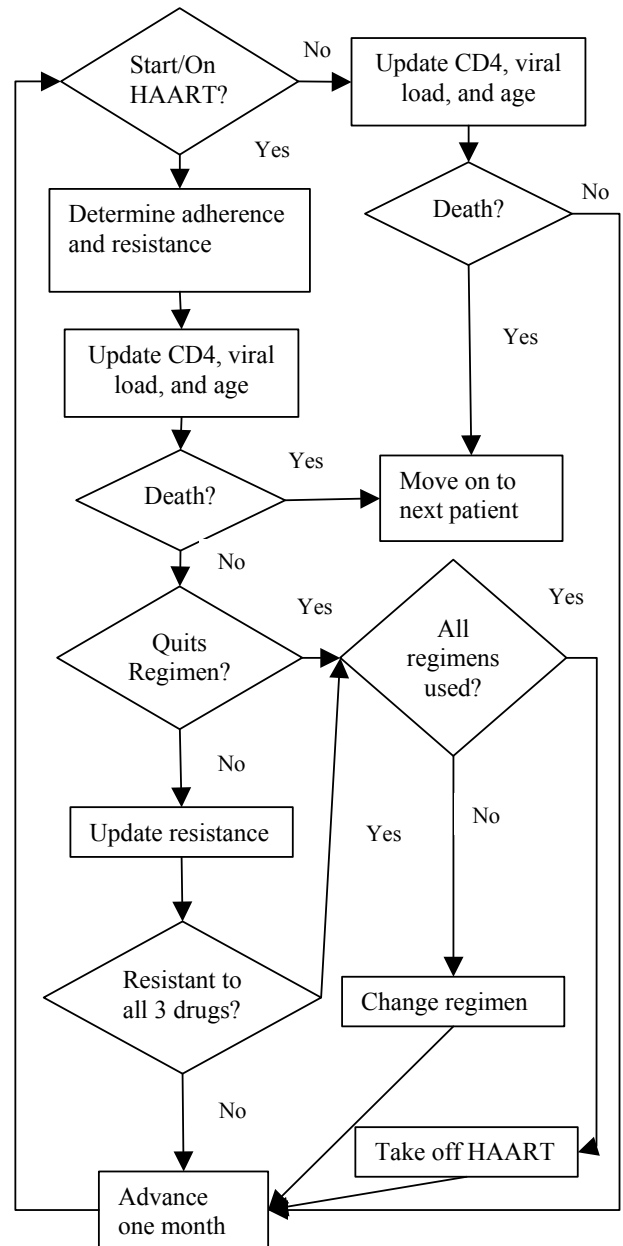 Start/On
HAART?
No
Update CD4, viral
load, and age
Yes
Death?
No
Determine adherence
and resistance
Yes
Update CD4, viral
load, and age
Death?
Yes
Move on to
next patient
No
Quits
Regimen?
Yes
All
regimens
used?
Yes
No
Update resistance
Yes
No
Resistant to
all 3 drugs?
Change regimen
No
Take off HAART
Advance
one month